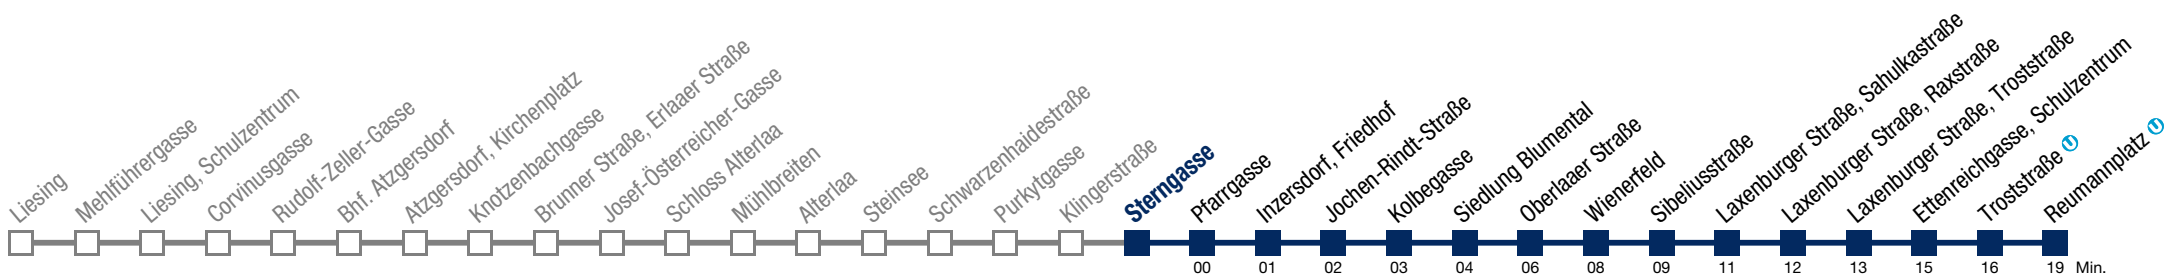 Liesing
Mehlführergasse
Liesing, Schulzentrum
Corvinusgasse
Rudolf-Zeller-Gasse
Bhf. Atzgersdorf
Atzgersdorf, Kirchenplatz
Knotzenbachgasse
Brunner Straße, Erlaaer Straße
Josef-Österreicher-Gasse
Schloss Alterlaa
Mühlbreiten
Alterlaa
Steinsee
Schwarzenhaidestraße
Purkytgasse
Klingerstraße
Sterngasse
Pfarrgasse
Inzersdorf, Friedhof
Jochen-Rindt-Straße
Kolbegasse
Siedlung Blumental
Oberlaaer Straße
Wienerfeld
Sibeliusstraße
Laxenburger Straße, Sahulkastraße
Laxenburger Straße, Raxstraße
Laxenburger Straße, Troststraße
Ettenreichgasse, Schulzentrum
Troststraße U
Reumannplatz U
00 01 02 03 04 06 08 09 11 12 13 15 16 19 Min.